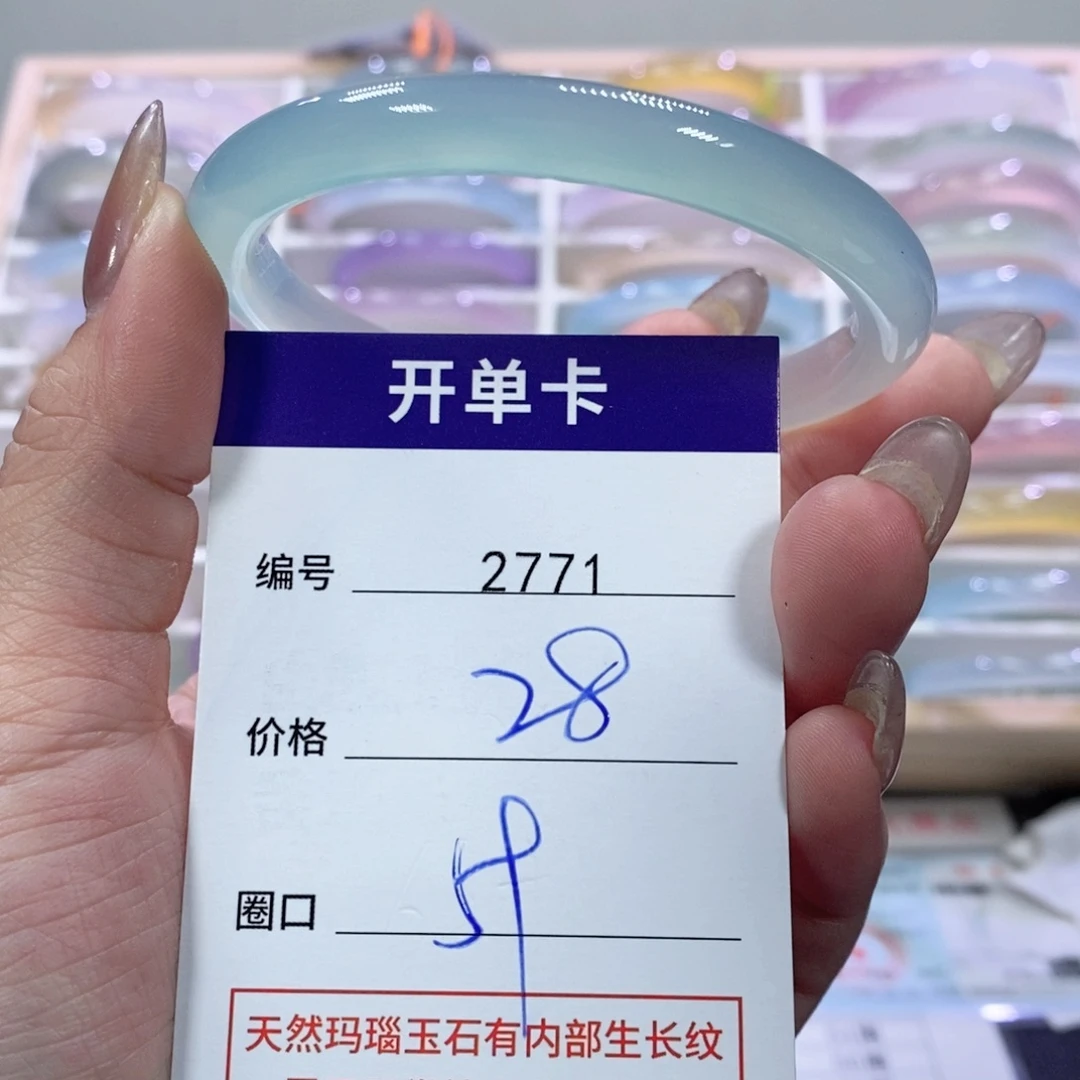 开单卡
编号 2771
价格 28
圈口 59
天然玛瑙玉石有内部生长纹